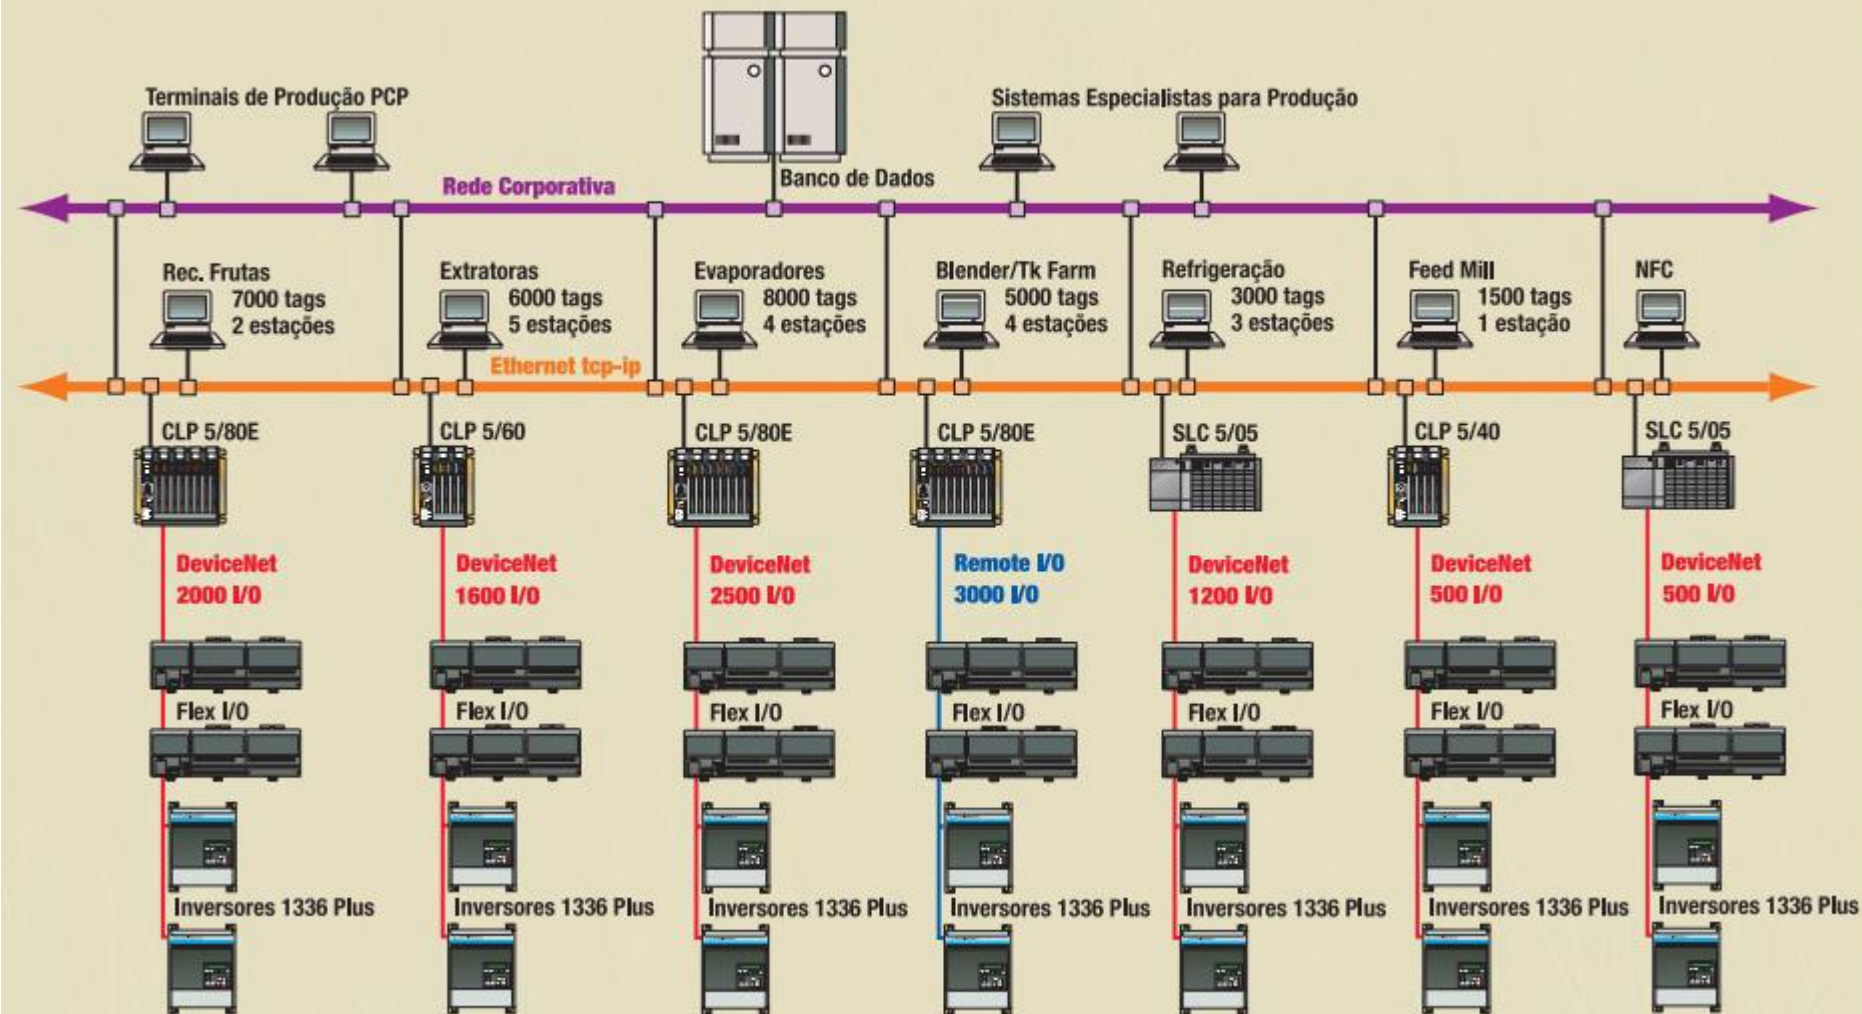 Terminais de Produção PCP
Sistemas Especialistas para Produção
Banco de Dados
Rede Corporativa
Rec. Frutas
7000 tags
2 estações
Extratoras
6000 tags
5 estações
Evaporadores
8000 tags
4 estações
Blender/Tk Farm
5000 tags
4 estações
Refrigeração
3000 tags
3 estações
Feed Mill
1500 tags
1 estação
NFC
Ethernet tcp-ip
CLP 5/80E
CLP 5/60
CLP 5/80E
CLP 5/80E
SLC 5/05
CLP 5/40
SLC 5/05
DeviceNet
2000 I/O
DeviceNet
1600 I/O
DeviceNet
2500 I/O
Remote I/O
3000 I/O
DeviceNet
1200 I/O
DeviceNet
500 I/O
DeviceNet
500 I/O
Flex I/O
Flex I/O
Flex I/O
Flex I/O
Flex I/O
Flex I/O
Flex I/O
Inversores 1336 Plus
Inversores 1336 Plus
Inversores 1336 Plus
Inversores 1336 Plus
Inversores 1336 Plus
Inversores 1336 Plus
Inversores 1336 Plus